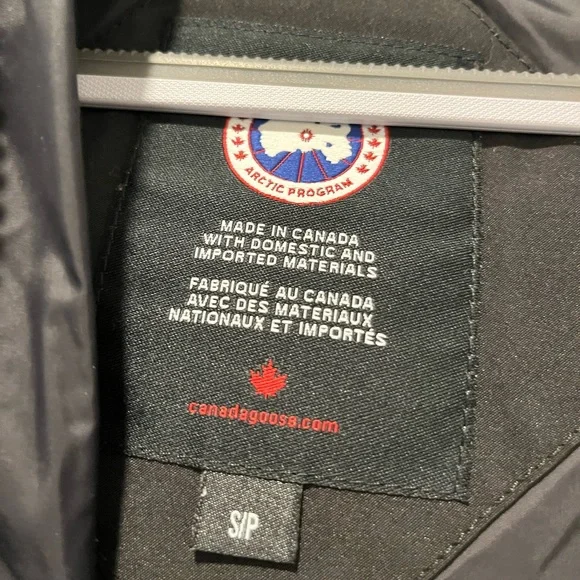 ARCTIC PROGRAM
MADE IN CANADA
WITH DOMESTIC AND
IMPORTED MATERIALS
FABRIQUÉ AU CANADA
AVEC DES MATERIAUX
NATIONAUX ET IMPORTÉS
canadagoose.com
S/P